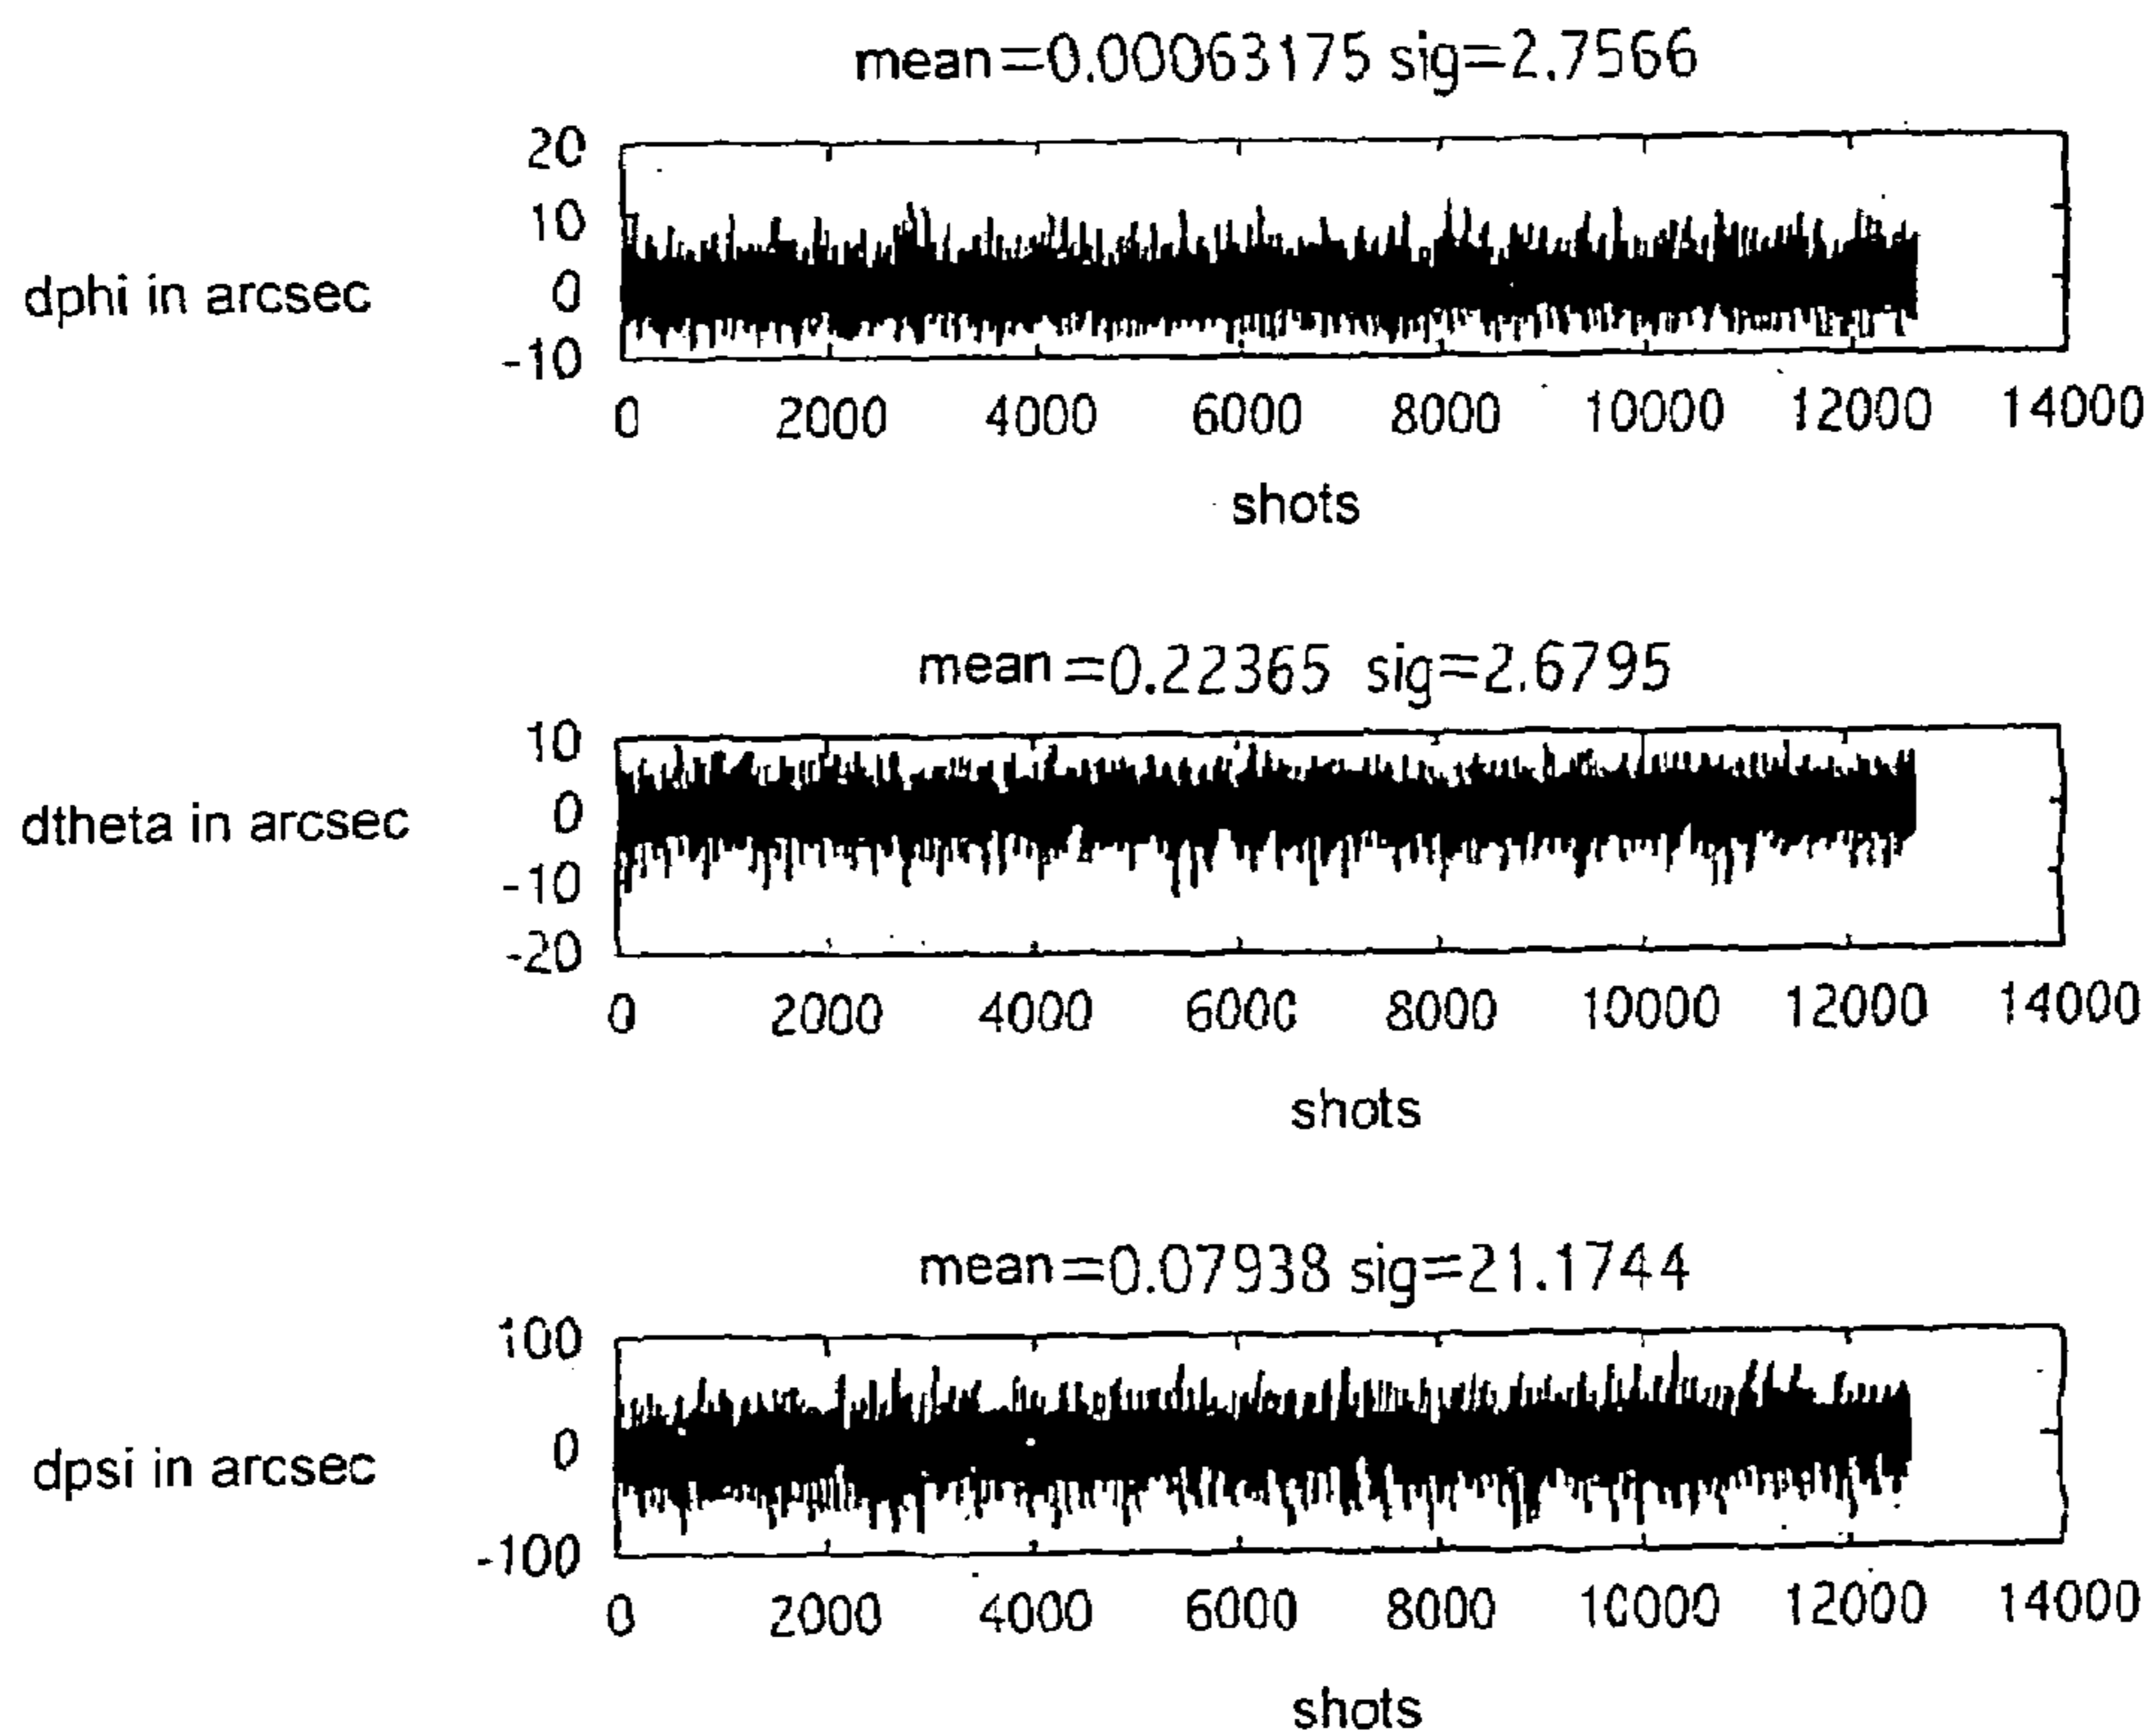 mean=0.00063175 sig=2.7566
20
10
0
-10
dphi in arcsec
0 2000 4000 6000 8000 10000 12000 14000
shots
mean=0.22365 sig=2.6795
10
0
-10
-20
dtheta in arcsec
0 2000 4000 6000 8000 10000 12000 14000
shots
mean=0.07938 sig=21.1744
100
0
-100
dpsi in arcsec
0 2000 4000 6000 8000 10000 12000 14000
shots